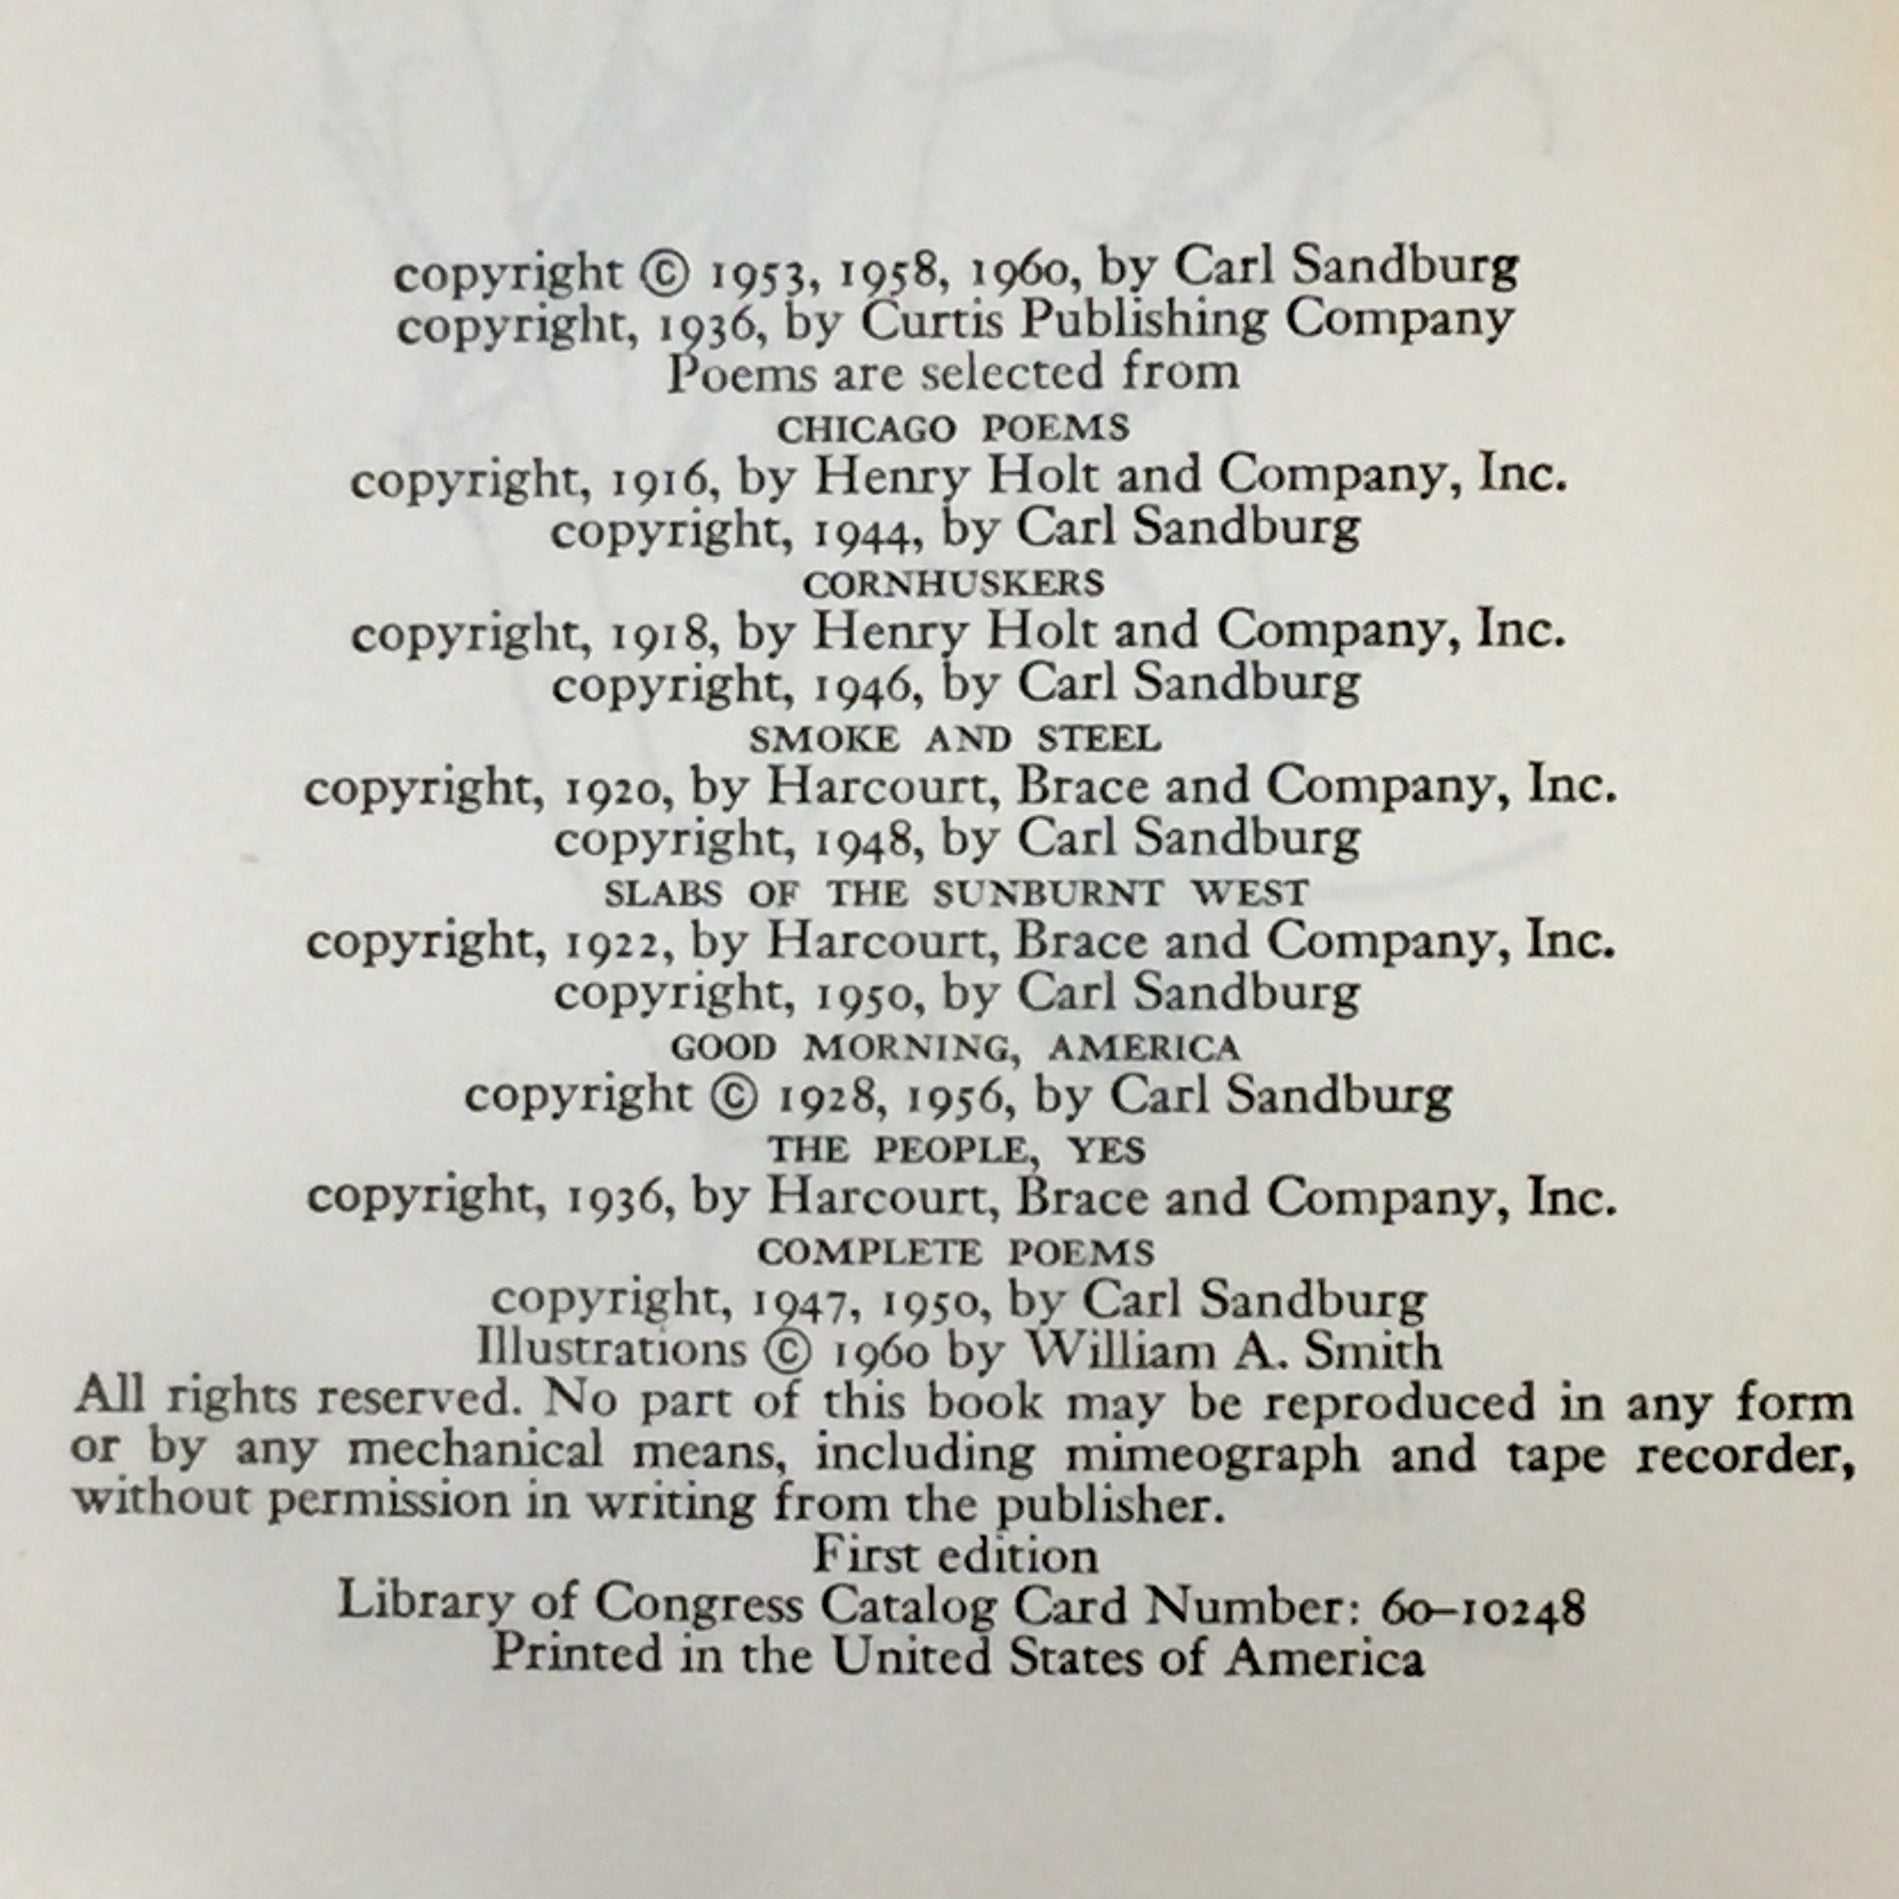 copyright © 1953, 1958, 1960, by Carl Sandburg
copyright, 1936, by Curtis Publishing Company
Poems are selected from
CHICAGO POEMS
copyright, 1916, by Henry Holt and Company, Inc.
copyright, 1944, by Carl Sandburg
CORNHUSKERS
copyright, 1918, by Henry Holt and Company, Inc.
copyright, 1946, by Carl Sandburg
SMOKE AND STEEL
copyright, 1920, by Harcourt, Brace and Company, Inc.
copyright, 1948, by Carl Sandburg
SLABS OF THE SUNBURNT WEST
copyright, 1922, by Harcourt, Brace and Company, Inc.
copyright, 1950, by Carl Sandburg
GOOD MORNING, AMERICA
copyright © 1928, 1956, by Carl Sandburg
THE PEOPLE, YES
copyright, 1936, by Harcourt, Brace and Company, Inc.
COMPLETE POEMS
copyright, 1947, 1950, by Carl Sandburg
Illustrations © 1960 by William A. Smith
All rights reserved. No part of this book may be reproduced in any form
or by any mechanical means, including mimeograph and tape recorder,
without permission in writing from the publisher.
First edition
Library of Congress Catalog Card Number: 60–10248
Printed in the United States of America